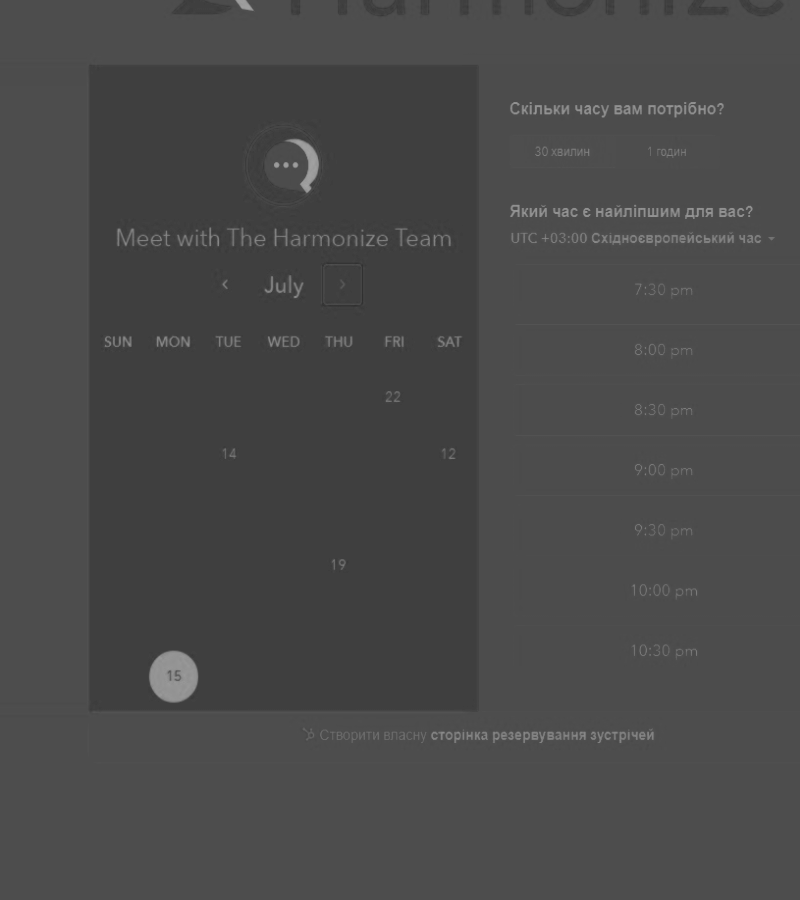 Harmonize
Скільки часу вам потрібно?
30 хвилин 1 годин
Який час є найліпшим для вас?
UTC +03:00 Східноєвропейський час
Meet with The Harmonize Team
July
SUN MON TUE WED THU FRI SAT
22
14 12
19
15
7:30 pm
8:00 pm
8:30 pm
9:00 pm
9:30 pm
10:00 pm
10:30 pm
Створити власну сторінка резервування зустрічей